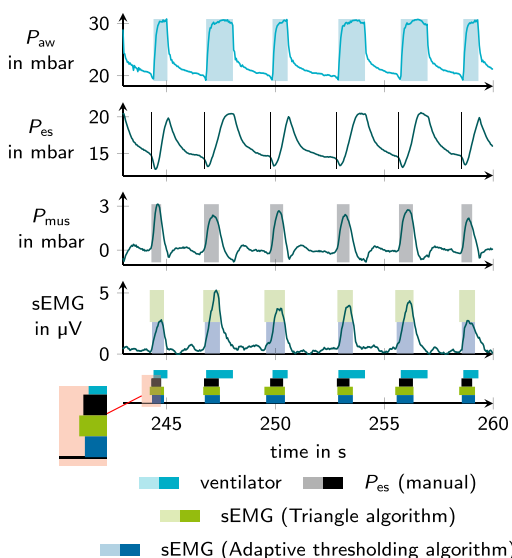 30
P_aw
in mbar
20
20
P_es
in mbar
15
3
P_mus
in mbar
0
5
sEMG
in µV
0
245 250 255 260
time in s
ventilator P_es (manual)
sEMG (Triangle algorithm)
sEMG (Adaptive thresholding algorithm)